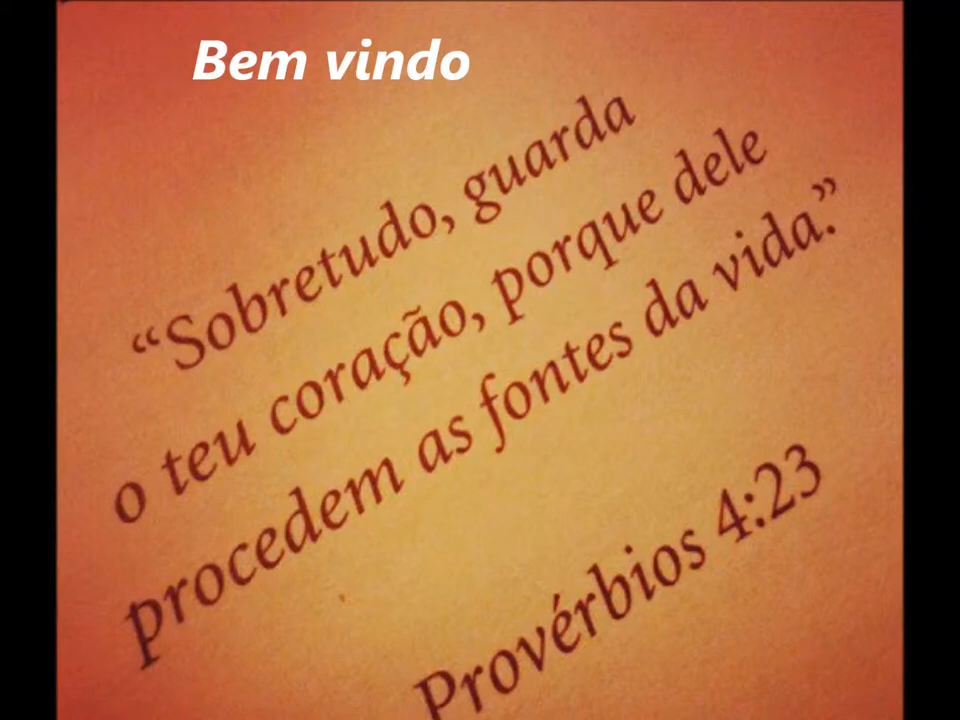 Bem vindo
“Sobretudo, guarda
o teu coração, porque dele
procedem as fontes da vida.”
Provérbios 4:23